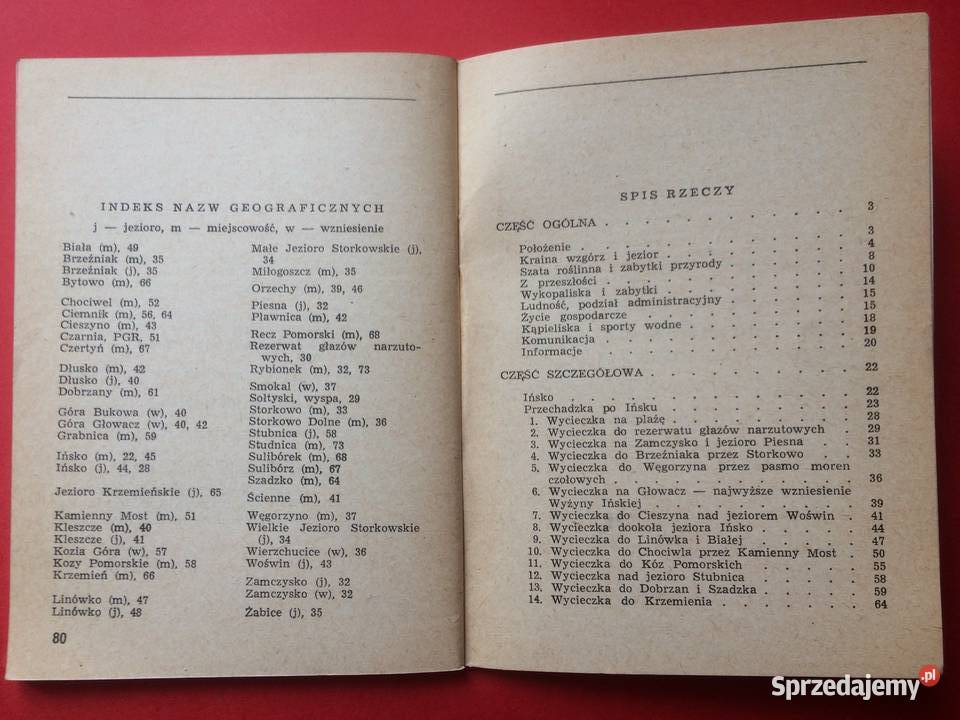 INDEKS NAZW GEOGRAFICZNYCH
j — jezioro, m — miejscowość, w — wzniesienie
Biała (m), 49
Brzeźniak (m), 35
Brzeźniak (j), 35
Bytowo (m), 66
Chociwel (m), 52
Ciemnik (m), 56, 64
Cieszyno (m), 43
Czarnia, PGR, 51
Czertyń (m), 67
Dłusko (m), 42
Dłusko (j), 40
Dobrzany (m), 61
Góra Bukowa (w), 40
Góra Głowacz (w), 40, 42
Grabnica (m), 59
Ińsko (m), 22, 45
Ińsko (j), 44, 28
Jezioro Krzemieńskie (j), 65
Kamienny Most (m), 51
Kleszcze (m), 40
Kleszcze (j), 41
Kozia Góra (w), 57
Kozy Pomorskie (m), 58
Krzemień (m), 66
Linówko (m), 47
Linówko (j), 48
80
Małe Jezioro Storkowskie (j),
34
Miłogoszcz (m), 35
Orzechy (m), 39, 46
Piesna (j), 32
Pławnica (m), 42
Recz Pomorski (m), 68
Rezerwat głazów narzuto-
wych, 30
Rybionek (m), 32, 73
Smokal (w), 37
Sołtyski, wyspa, 29
Storkowo (m), 33
Storkowo Dolne (m), 36
Stubnica (j), 58
Studnica (m), 73
Sulibórek (m), 68
Sulibórz (m), 67
Szadzko (m), 64
Ścienne (m), 41
Węgorzyno (m), 37
Wielkie Jezioro Storkowskie
(j), 34
Wierzchucice (w), 36
Woświn (j), 43
Zamczysko (j), 32
Zamczysko (w), 32
Żabice (j), 35
SPIS RZECZY
CZĘŚĆ OGÓLNA . . . . . . . . . . 3
Położenie . . . . . . . . . . 3
Kraina wzgórz i jezior . . . . . . . 4
Szata roślinna i zabytki przyrody . . . . . 8
Z przeszłości . . . . . . . . . 10
Wykopaliska i zabytki . . . . . . . 14
Ludność, podział administracyjny . . . . . 15
Życie gospodarcze . . . . . . . . 15
Kąpieliska i sporty wodne . . . . . . 18
Komunikacja . . . . . . . . . 19
Informacje . . . . . . . . . 20
CZĘŚĆ SZCZEGÓŁOWA . . . . . . . . 22
Ińsko . . . . . . . . . . . 22
Przechadzka po Ińsku . . . . . . . . 23
1. Wycieczka na plażę . . . . . . . 28
2. Wycieczka do rezerwatu głazów narzutowych . 29
3. Wycieczka na Zamczysko i jezioro Piesna . . 31
4. Wycieczka do Brzeźniaka przez Storkowo . . 33
5. Wycieczka do Węgorzyna przez pasmo moren
czołowych . . . . . . . . . . 36
6. Wycieczka na Głowacz — najwyższe wzniesienie
Wyżyny Ińskiej . . . . . . . . 39
7. Wycieczka do Cieszyna nad jeziorem Woświn . 41
8. Wycieczka dookoła jeziora Ińsko . . . . 44
9. Wycieczka do Linówka i Białej . . . . . 47
10. Wycieczka do Chociwla przez Kamienny Most . 50
11. Wycieczka do Kóz Pomorskich . . . . . 55
12. Wycieczka nad jezioro Stubnica . . . . . 58
13. Wycieczka do Dobrzan i Szadzka . . . . 59
14. Wycieczka do Krzemienia . . . . . . 64
Sprzedajemy.pl